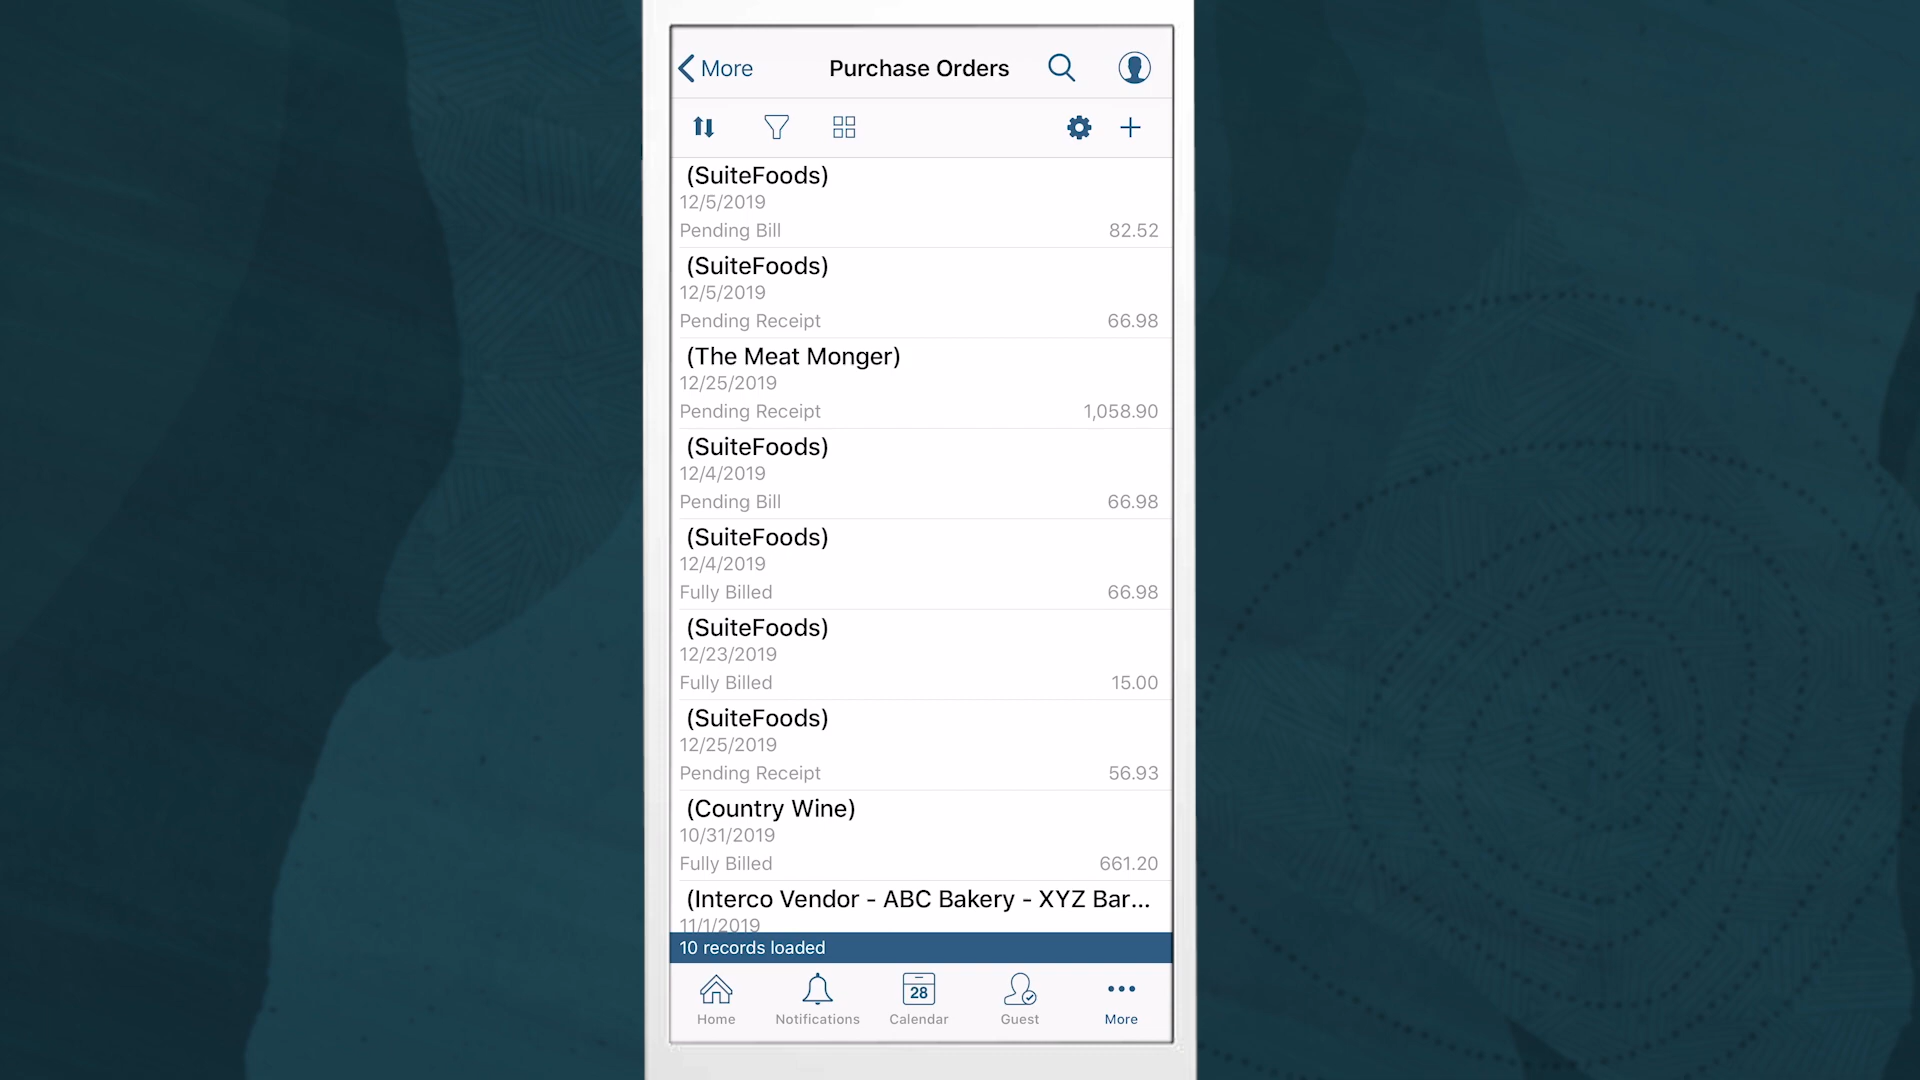 More
Purchase Orders
(SuiteFoods)
12/5/2019
Pending Bill 82.52
(SuiteFoods)
12/5/2019
Pending Receipt 66.98
(The Meat Monger)
12/25/2019
Pending Receipt 1,058.90
(SuiteFoods)
12/4/2019
Pending Bill 66.98
(SuiteFoods)
12/4/2019
Fully Billed 66.98
(SuiteFoods)
12/23/2019
Fully Billed 15.00
(SuiteFoods)
12/25/2019
Pending Receipt 56.93
(Country Wine)
10/31/2019
Fully Billed 661.20
(Interco Vendor - ABC Bakery - XYZ Bar...
11/1/2019
10 records loaded
28
Home Notifications Calendar Guest More